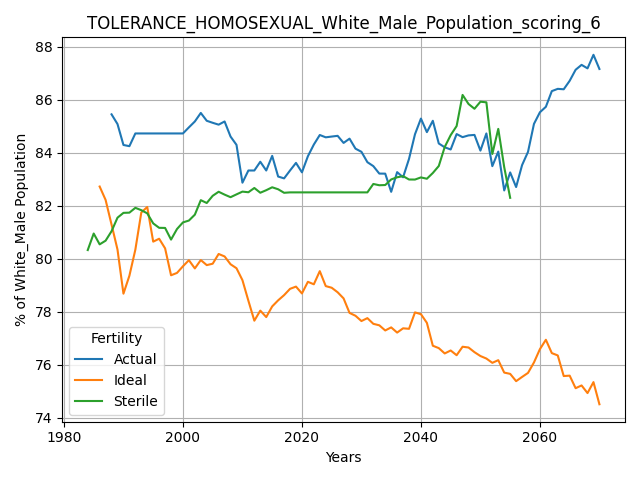 TOLERANCE_HOMOSEXUAL_White_Male_Population_scoring_6
% of White_Male Population
88
86
84
82
80
78
76
74
Fertility
Actual
Ideal
Sterile
1980
2000
2020
2040
2060
Years